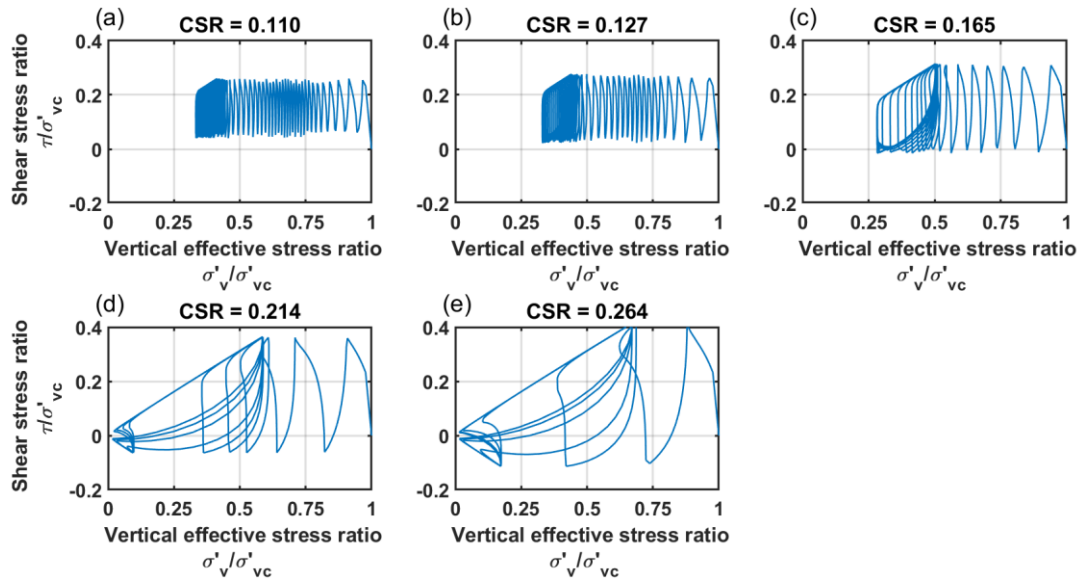 (a)
CSR = 0.110
0.4
0.2
0
-0.2
0 0.25 0.5 0.75 1
Shear stress ratio
τ/σ'vc
Vertical effective stress ratio
σ'v/σ'vc
(b)
CSR = 0.127
0.4
0.2
0
-0.2
0 0.25 0.5 0.75 1
Vertical effective stress ratio
σ'v/σ'vc
(c)
CSR = 0.165
0.4
0.2
0
-0.2
0 0.25 0.5 0.75 1
Vertical effective stress ratio
σ'v/σ'vc
(d)
CSR = 0.214
0.4
0.2
0
-0.2
0 0.25 0.5 0.75 1
Shear stress ratio
τ/σ'vc
Vertical effective stress ratio
σ'v/σ'vc
(e)
CSR = 0.264
0.4
0.2
0
-0.2
0 0.25 0.5 0.75 1
Vertical effective stress ratio
σ'v/σ'vc